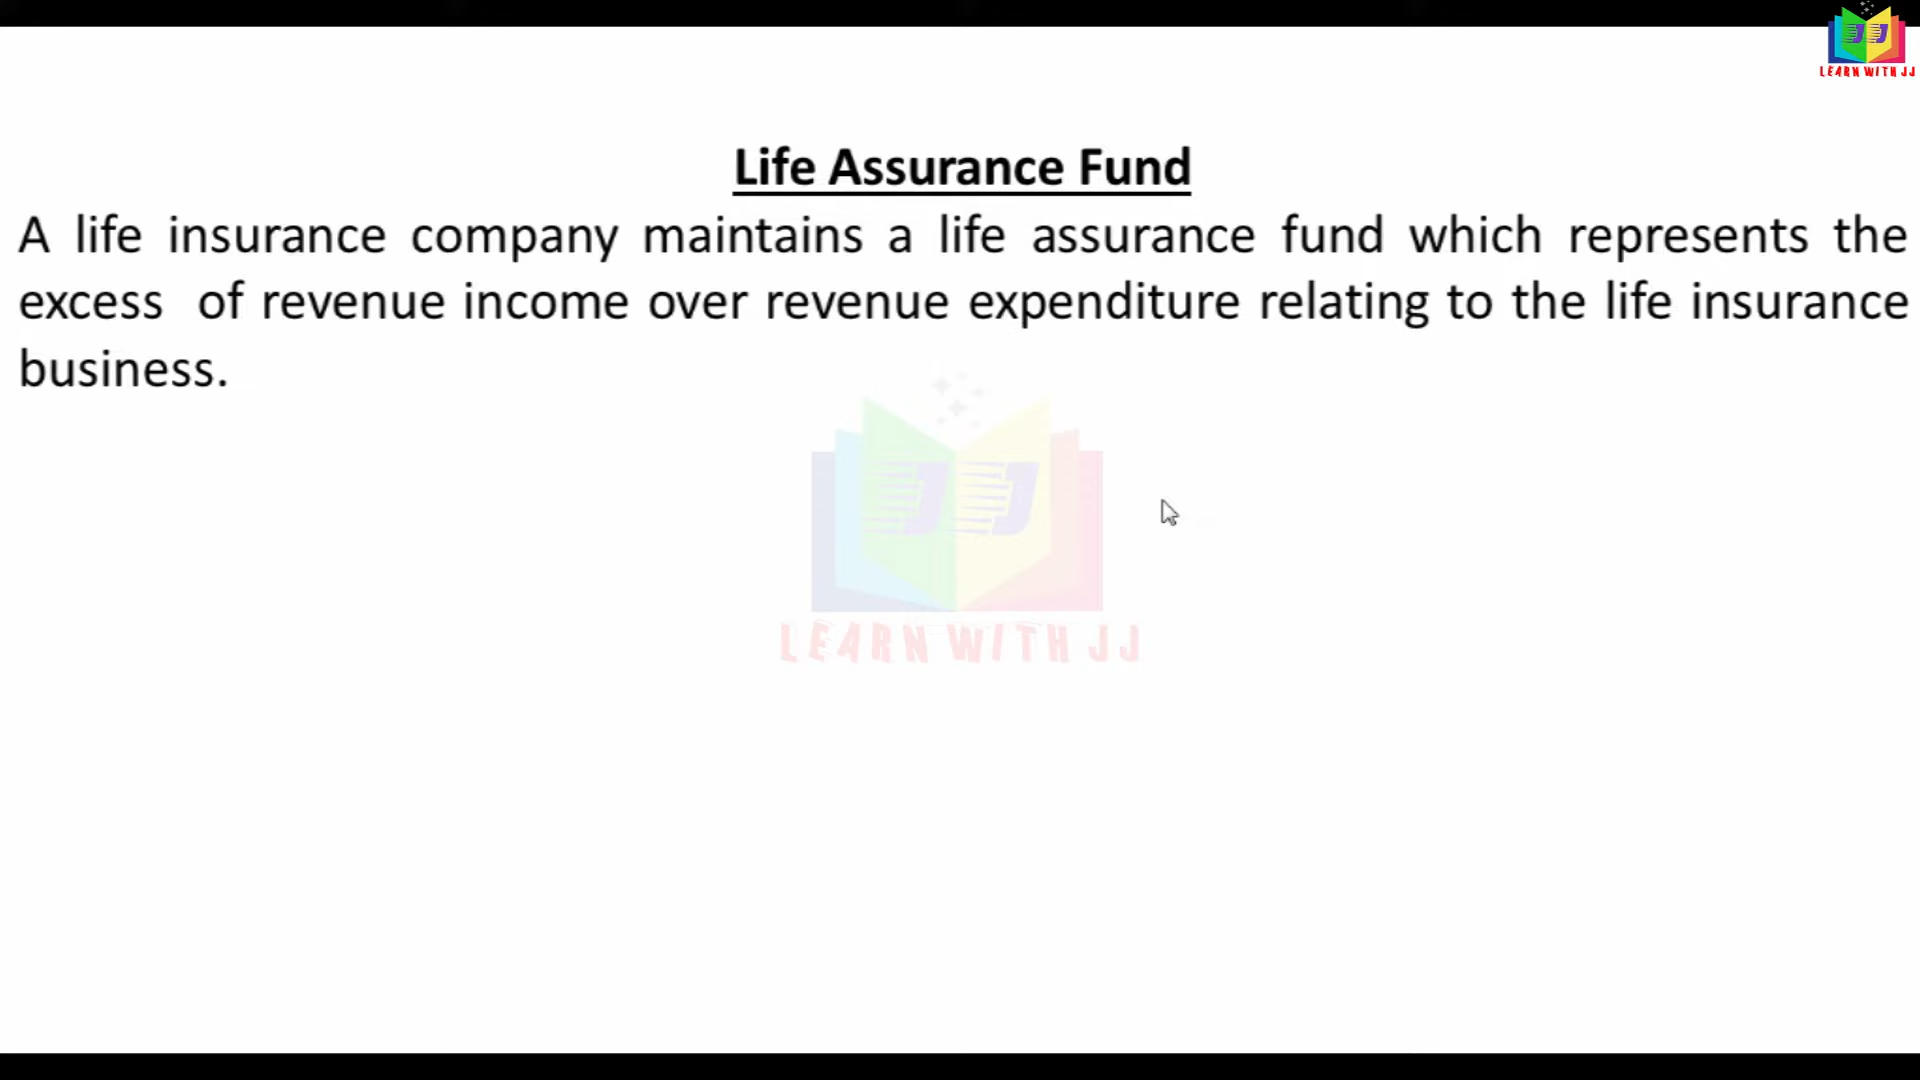 LEARN WITH JJ
Life Assurance Fund
A life insurance company maintains a life assurance fund which represents the
excess of revenue income over revenue expenditure relating to the life insurance
business.
JJ
LEARN WITH JJ